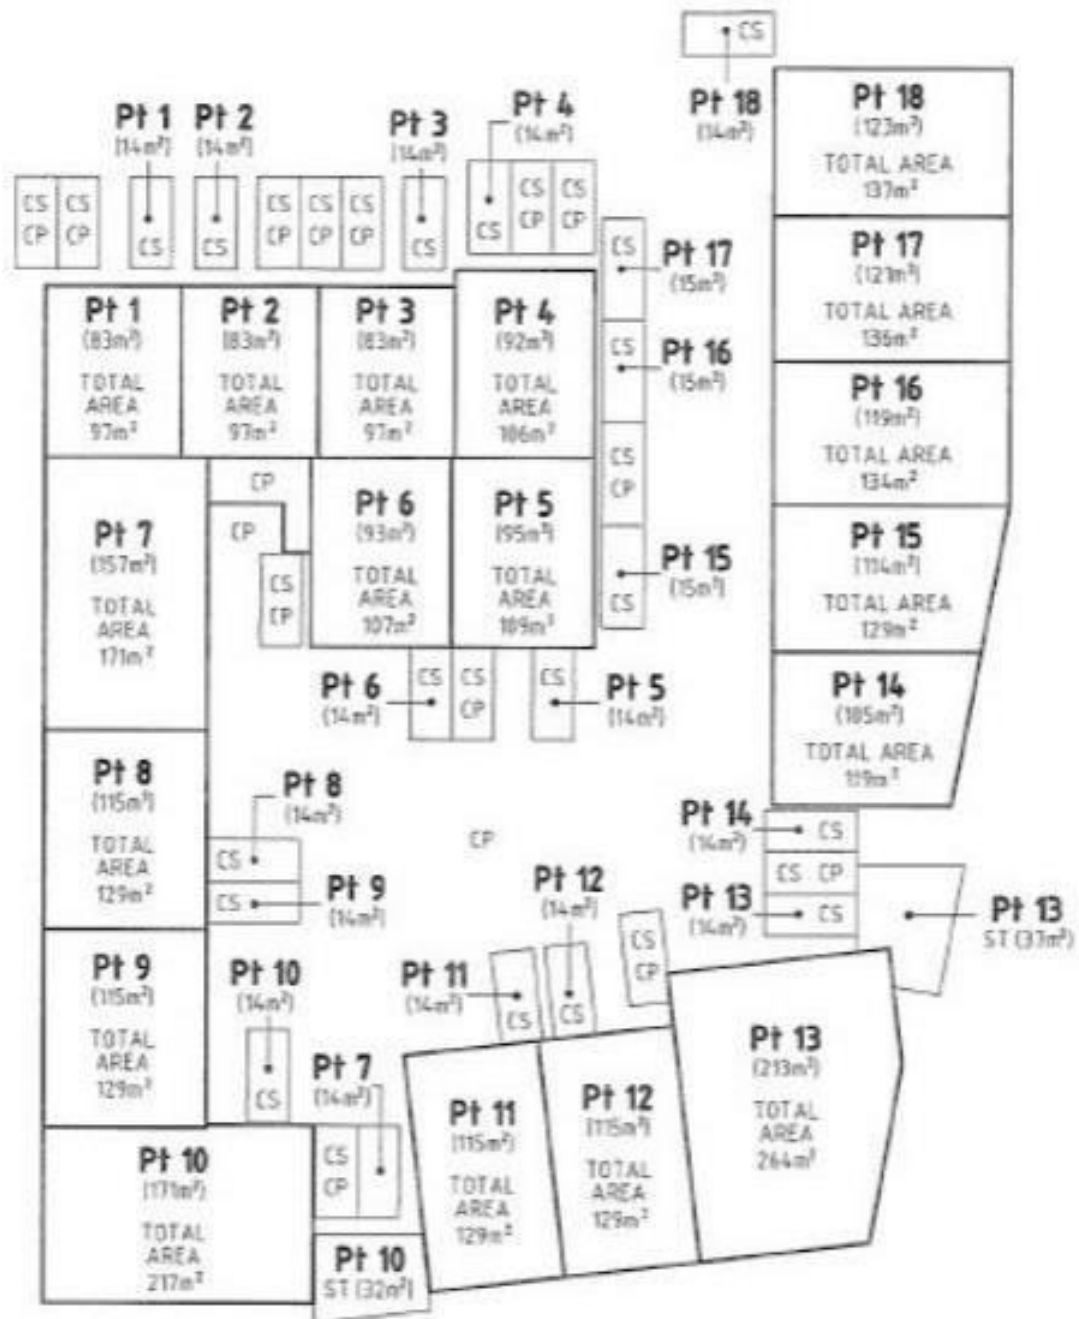 CS
Pt 18
(14m²)
Pt 18
(123m²)
TOTAL AREA
137m²
Pt 1
(14m²)
Pt 2
(14m²)
Pt 3
(14m²)
Pt 4
(14m²)
CS CS
CP CP
CS
CS
CS CS CS
CP CP CP
CS
CS CS
CP CP
CS
CS
Pt 17
(15m²)
Pt 17
(121m²)
TOTAL AREA
136m²
Pt 1
(83m²)
TOTAL
AREA
97m²
Pt 2
(83m²)
TOTAL
AREA
97m²
Pt 3
(83m²)
TOTAL
AREA
97m²
Pt 4
(92m²)
TOTAL
AREA
106m²
CS
Pt 16
(15m²)
Pt 16
(119m²)
TOTAL AREA
134m²
CS
CP
Pt 7
(157m²)
TOTAL
AREA
171m²
CP
CP
CS
CP
Pt 6
(93m²)
TOTAL
AREA
107m²
Pt 5
(95m²)
TOTAL
AREA
109m²
Pt 15
(15m²)
CS
Pt 15
(114m²)
TOTAL AREA
129m²
Pt 6
(14m²)
CS
CS
CP
CS
Pt 5
(14m²)
Pt 14
(105m²)
TOTAL AREA
119m²
Pt 8
(115m²)
TOTAL
AREA
129m²
Pt 8
(14m²)
CS
CS
Pt 9
(14m²)
CP
Pt 14
(14m²)
CS
CS CP
Pt 13
(14m²)
CS
Pt 13
ST (37m²)
Pt 12
(14m²)
CS
CS
CP
Pt 9
(115m²)
TOTAL
AREA
129m²
Pt 10
(14m²)
CS
Pt 11
(14m²)
CS
Pt 7
(14m²)
CS
CP
Pt 10
(171m²)
TOTAL
AREA
217m²
Pt 10
ST (32m²)
Pt 11
(115m²)
TOTAL
AREA
129m²
Pt 12
(115m²)
TOTAL
AREA
129m²
Pt 13
(213m²)
TOTAL
AREA
264m²